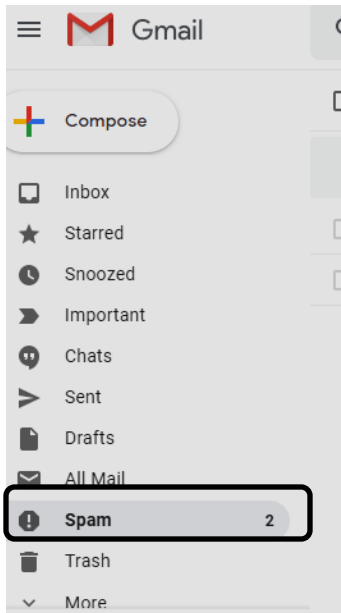 Gmail
Compose
Inbox
Starred
Snoozed
Important
Chats
Sent
Drafts
All Mail
Spam 2
Trash
More